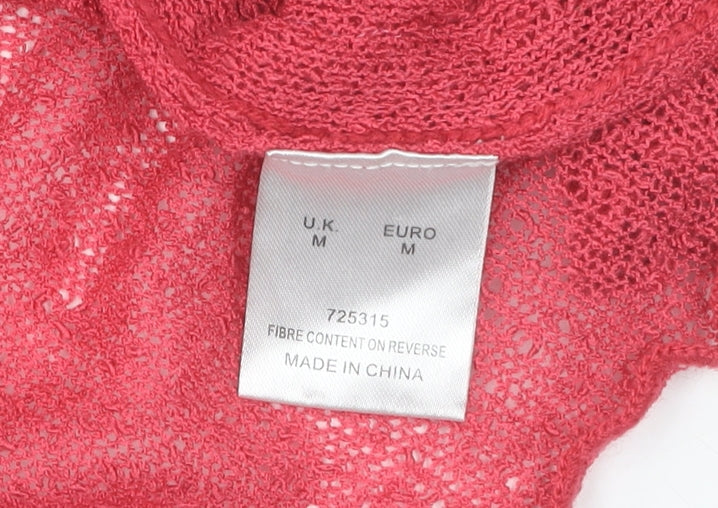 U.K. EURO
M M
725315
FIBRE CONTENT ON REVERSE
MADE IN CHINA